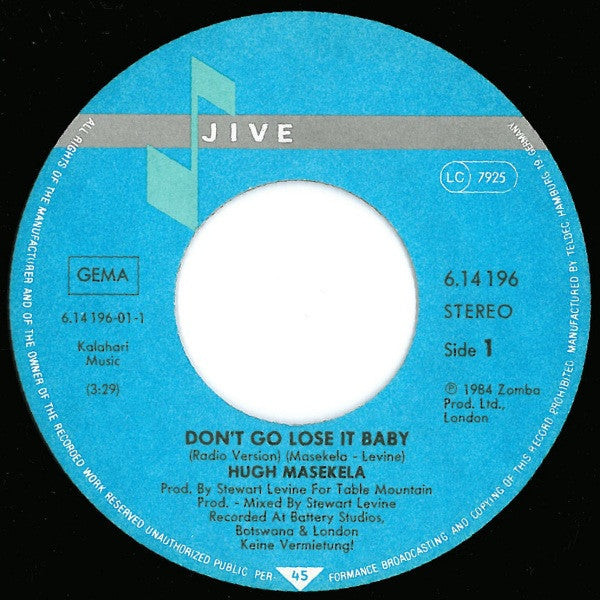 JIVE
LC 7925
GEMA
6.14 196-01-1
Kalahari
Music
(3:29)
6.14 196
STEREO
Side 1
℗ 1984 Zomba
Prod. Ltd.,
London
DON'T GO LOSE IT BABY
(Radio Version) (Masekela - Levine)
HUGH MASEKELA
Prod. By Stewart Levine For Table Mountain
Prod. - Mixed By Stewart Levine
Recorded At Battery Studios,
Botswana & London
Keine Vermietung!
ALL RIGHTS OF THE MANUFACTURER AND OF THE OWNER OF THE RECORDED WORK RESERVED UNAUTHORIZED PUBLIC PER- FORMANCE BROADCASTING AND COPYING OF THIS RECORD PROHIBITED MANUFACTURED BY TELDEC HAMBURG 19 GERMANY
45